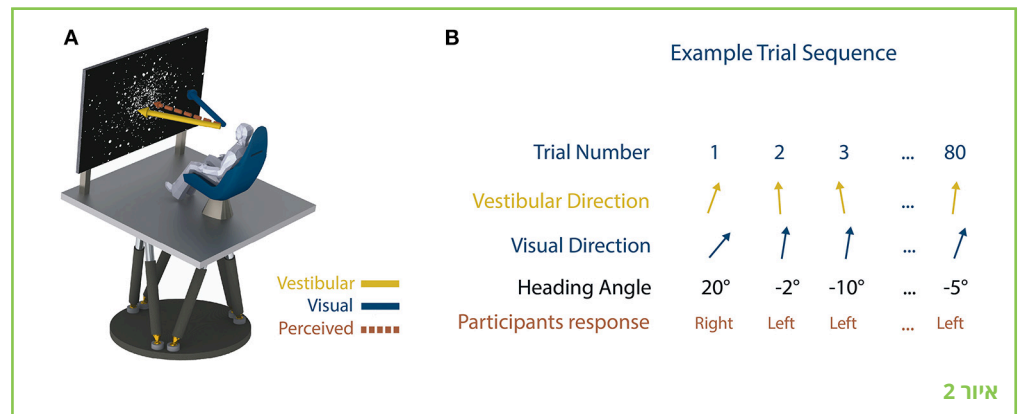 A
Vestibular
Visual
Perceived
B
Example Trial Sequence
Trial Number 1 2 3 ... 80
Vestibular Direction ...
Visual Direction ...
Heading Angle 20° -2° -10° ... -5°
Participants response Right Left Left ... Left
איור 2